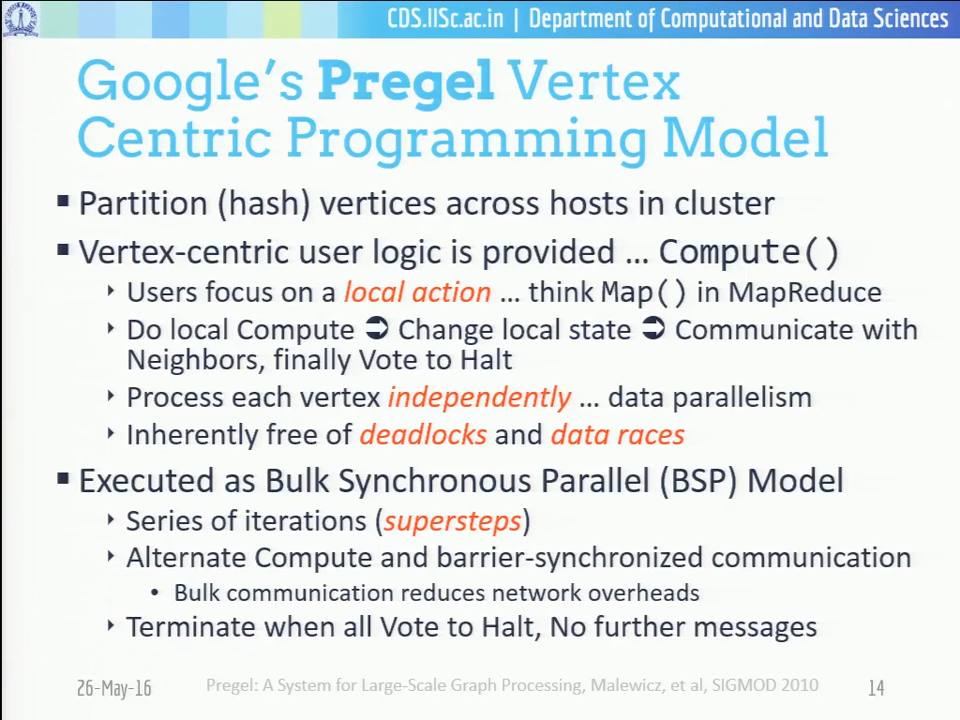 CDS.IISc.ac.in | Department of Computational and Data Sciences
Google's Pregel Vertex
Centric Programming Model
▪ Partition (hash) vertices across hosts in cluster
▪ Vertex-centric user logic is provided … Compute()
‣ Users focus on a local action … think Map() in MapReduce
‣ Do local Compute ➲ Change local state ➲ Communicate with
Neighbors, finally Vote to Halt
‣ Process each vertex independently … data parallelism
‣ Inherently free of deadlocks and data races
▪ Executed as Bulk Synchronous Parallel (BSP) Model
‣ Series of iterations (supersteps)
‣ Alternate Compute and barrier-synchronized communication
• Bulk communication reduces network overheads
‣ Terminate when all Vote to Halt, No further messages
26-May-16 Pregel: A System for Large-Scale Graph Processing, Malewicz, et al, SIGMOD 2010 14